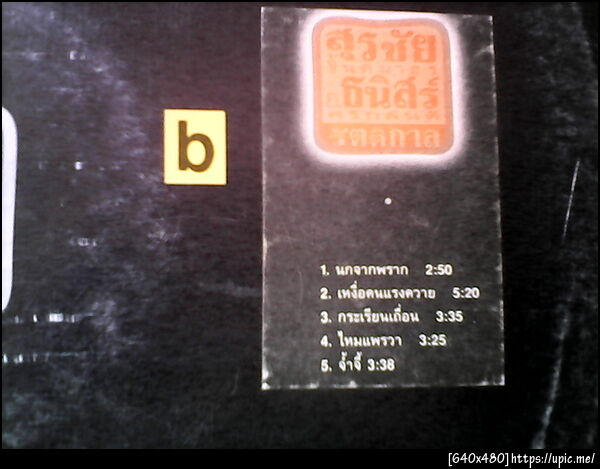 สุรชัย
ธนิสร์
รัตติกาล
b
1. นกจากพราก 2:50
2. เหงื่อคนแรงควาย 5:20
3. กระเรียนเถื่อน 3:35
4. ไหมแพรวา 3:25
5. จ้ำจี้ 3:38
[640x480]https://upic.me/